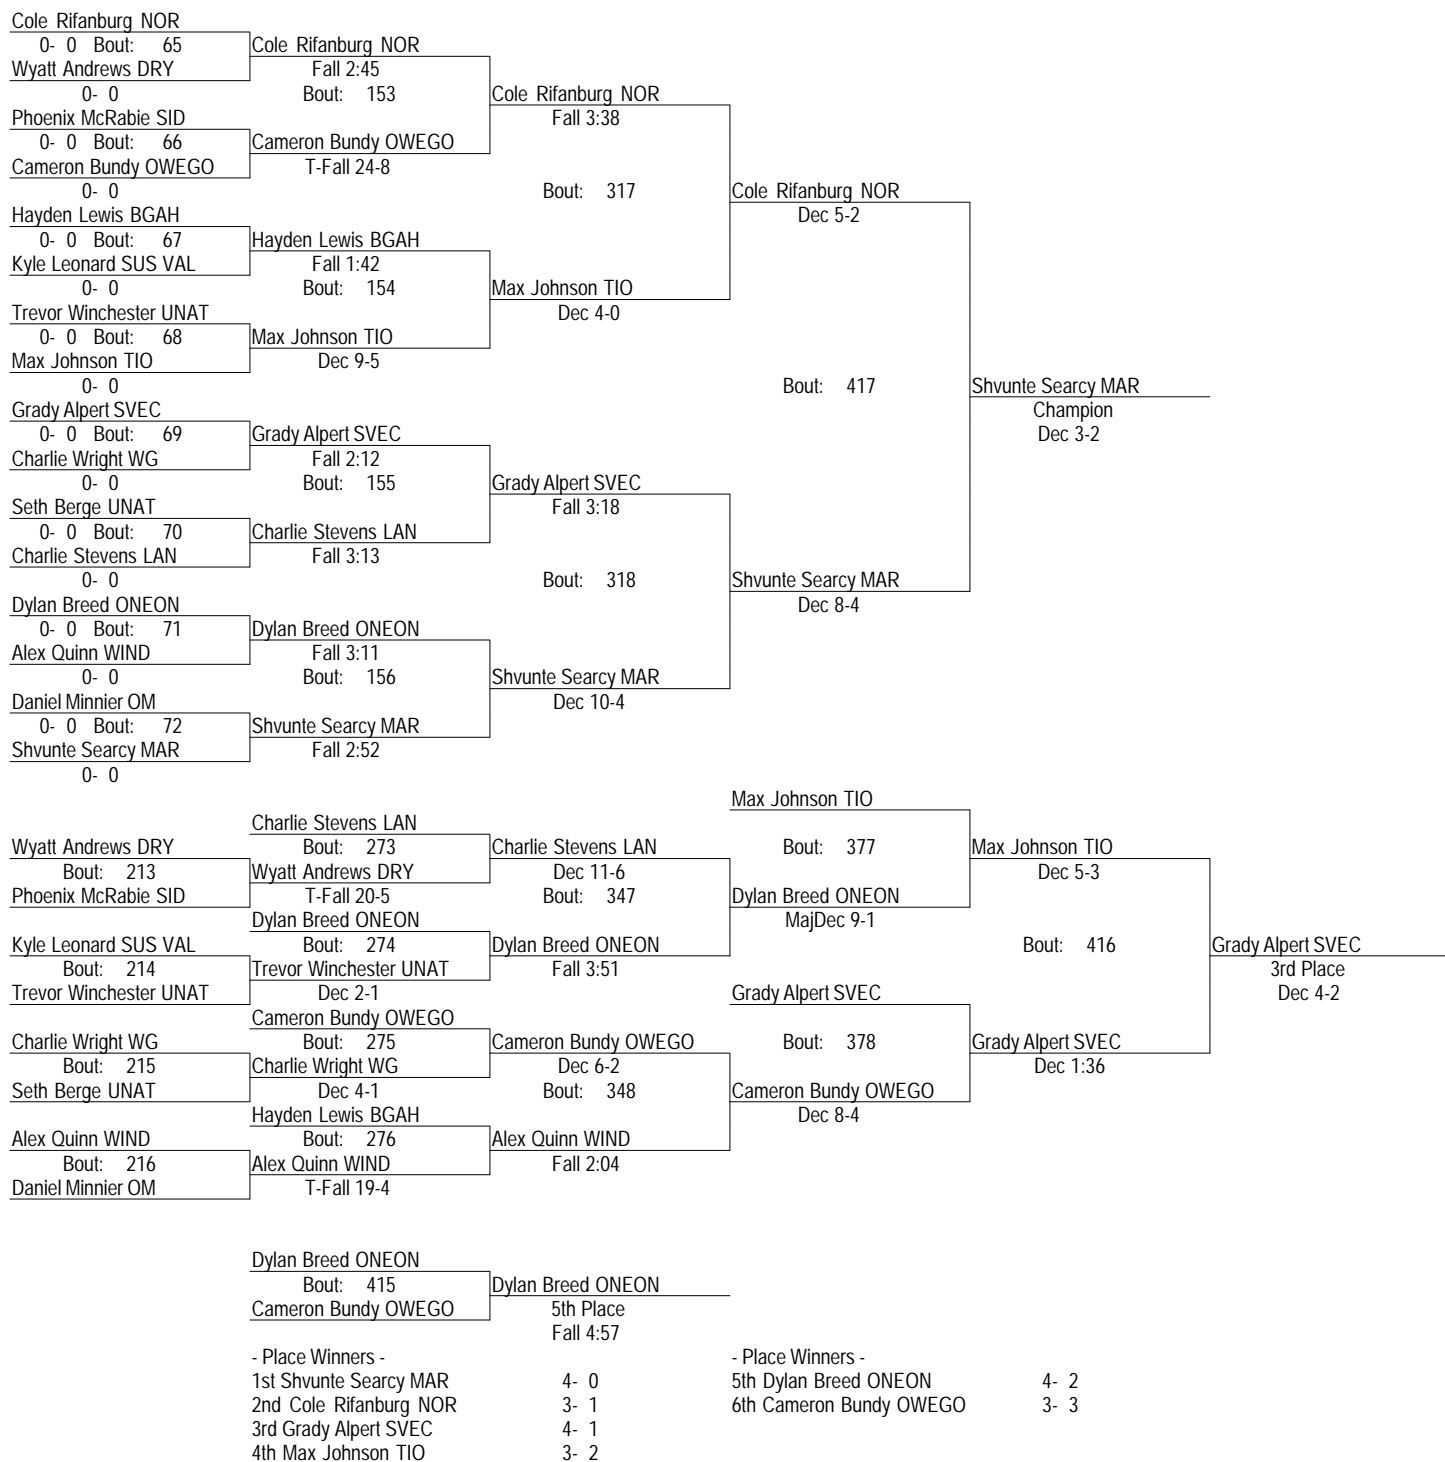 Cole Rifanburg NOR
0- 0 Bout: 65 Cole Rifanburg NOR
Wyatt Andrews DRY Fall 2:45
0- 0 Bout: 153 Cole Rifanburg NOR
Phoenix McRabie SID Fall 3:38
0- 0 Bout: 66 Cameron Bundy OWEGO
Cameron Bundy OWEGO T-Fall 24-8
0- 0 Bout: 317 Cole Rifanburg NOR
Hayden Lewis BGAH Dec 5-2
0- 0 Bout: 67 Hayden Lewis BGAH
Kyle Leonard SUS VAL Fall 1:42
0- 0 Bout: 154 Max Johnson TIO
Trevor Winchester UNAT Dec 4-0
0- 0 Bout: 68 Max Johnson TIO
Max Johnson TIO Dec 9-5
0- 0 Bout: 417 Shvunte Searcy MAR
Grady Alpert SVEC Champion
0- 0 Bout: 69 Grady Alpert SVEC Dec 3-2
Charlie Wright WG Fall 2:12
0- 0 Bout: 155 Grady Alpert SVEC
Seth Berge UNAT Fall 3:18
0- 0 Bout: 70 Charlie Stevens LAN
Charlie Stevens LAN Fall 3:13
0- 0 Bout: 318 Shvunte Searcy MAR
Dylan Breed ONEON Dec 8-4
0- 0 Bout: 71 Dylan Breed ONEON
Alex Quinn WIND Fall 3:11
0- 0 Bout: 156 Shvunte Searcy MAR
Daniel Minnier OM Dec 10-4
0- 0 Bout: 72 Shvunte Searcy MAR
Shvunte Searcy MAR Fall 2:52
0- 0
Max Johnson TIO
Charlie Stevens LAN
Wyatt Andrews DRY Bout: 273 Charlie Stevens LAN Bout: 377 Max Johnson TIO
Bout: 213 Wyatt Andrews DRY Dec 11-6 Dec 5-3
Phoenix McRabie SID T-Fall 20-5 Bout: 347 Dylan Breed ONEON
Dylan Breed ONEON MajDec 9-1
Kyle Leonard SUS VAL Bout: 274 Dylan Breed ONEON Bout: 416 Grady Alpert SVEC
Bout: 214 Trevor Winchester UNAT Fall 3:51 3rd Place
Trevor Winchester UNAT Dec 2-1 Grady Alpert SVEC Dec 4-2
Cameron Bundy OWEGO
Charlie Wright WG Bout: 275 Cameron Bundy OWEGO Bout: 378 Grady Alpert SVEC
Bout: 215 Charlie Wright WG Dec 6-2 Dec 1:36
Seth Berge UNAT Dec 4-1 Bout: 348 Cameron Bundy OWEGO
Hayden Lewis BGAH Dec 8-4
Alex Quinn WIND Bout: 276 Alex Quinn WIND
Bout: 216 Alex Quinn WIND Fall 2:04
Daniel Minnier OM T-Fall 19-4
Dylan Breed ONEON
Bout: 415 Dylan Breed ONEON
Cameron Bundy OWEGO 5th Place
Fall 4:57
- Place Winners - - Place Winners -
1st Shvunte Searcy MAR 4- 0 5th Dylan Breed ONEON 4- 2
2nd Cole Rifanburg NOR 3- 1 6th Cameron Bundy OWEGO 3- 3
3rd Grady Alpert SVEC 4- 1
4th Max Johnson TIO 3- 2